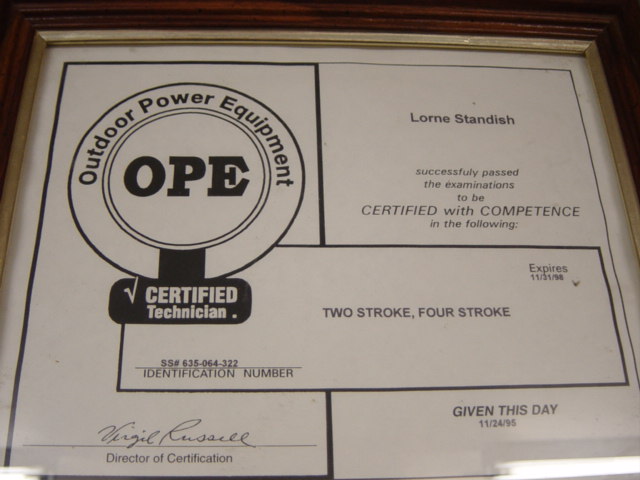 Outdoor Power Equipment
OPE
√ CERTIFIED
Technician.
Lorne Standish
successfuly passed
the examinations
to be
CERTIFIED with COMPETENCE
in the following:
Expires
11/31/98
TWO STROKE, FOUR STROKE
SS# 635-064-322
IDENTIFICATION NUMBER
GIVEN THIS DAY
11/24/95
Virgil Russell
Director of Certification